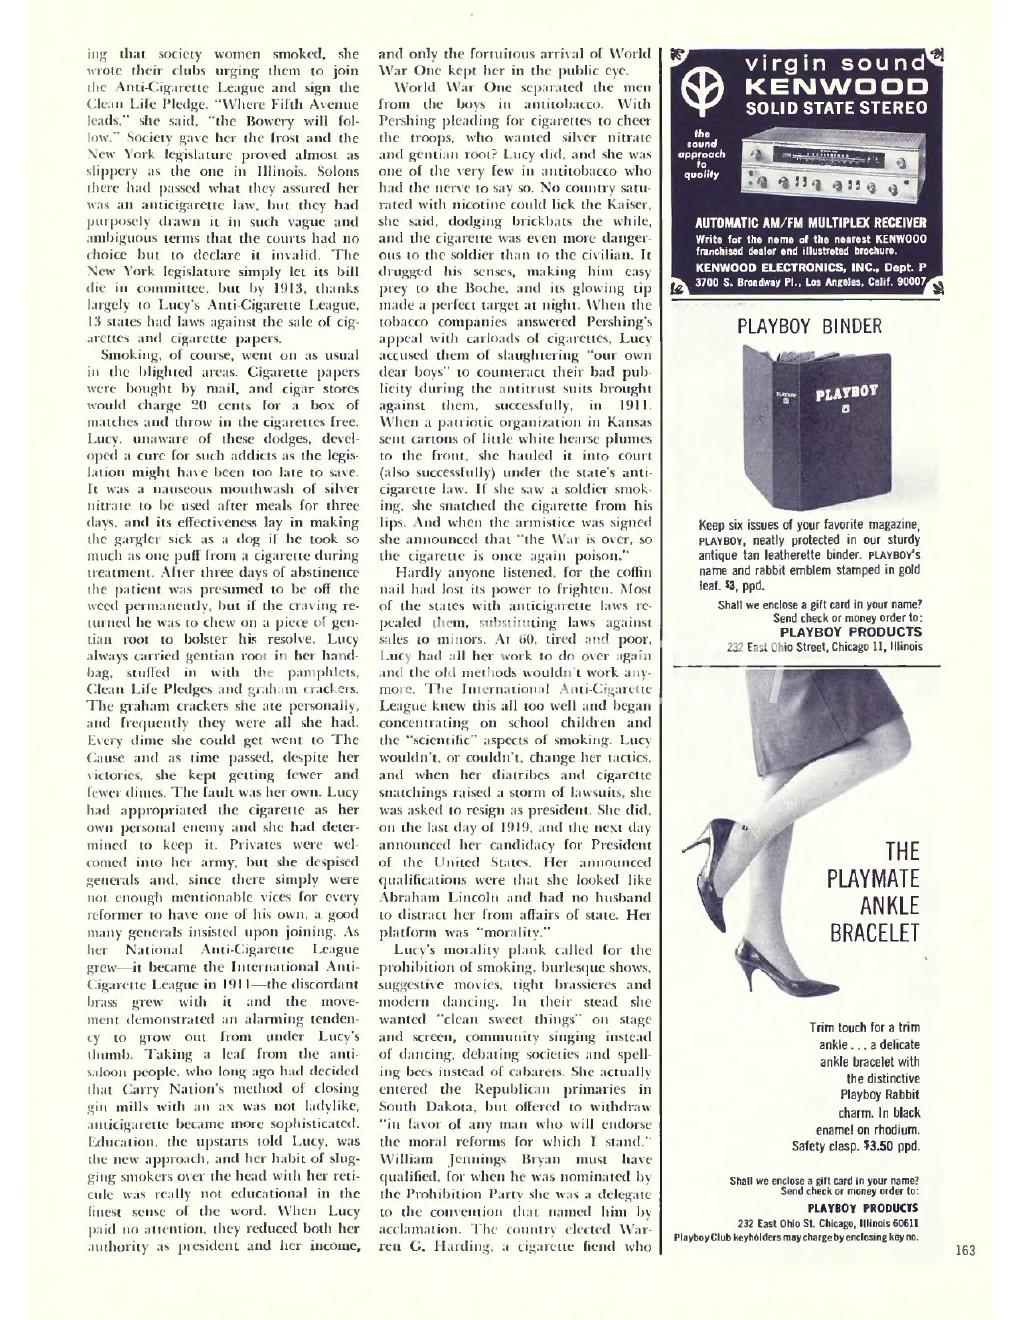 ing that society women smoked, she
wrote their clubs urging them to join
the Anti-Cigarette League and sign the
Clean Life Pledge. "Where Fifth Avenue
leads," she said, "the Bowery will fol-
low." Society gave her the frost and the
New York legislature proved almost as
slippery as the one in Illinois. Solons
there had passed what they assured her
was an anticigarette law, but they had
purposely drawn it in such vague and
ambiguous terms that the courts had no
choice but to declare it invalid. The
New York legislature simply let its bill
die in committee, but by 1913, thanks
largely to Lucy's Anti-Cigarette League,
13 states had laws against the sale of cig-
arettes and cigarette papers.
Smoking, of course, went on as usual
in the blighted areas. Cigarette papers
were bought by mail, and cigar stores
would charge 20 cents for a box of
matches and throw in the cigarettes free.
Lucy, unaware of these dodges, devel-
oped a cure for such addicts as the legis-
lation might have been too late to save.
It was a nauseous mouthwash of silver
nitrate to be used after meals for three
days, and its effectiveness lay in making
the gargler sick as a dog if he took so
much as one puff from a cigarette during
treatment. After three days of abstinence
the patient was presumed to be off the
weed permanently, but if the craving re-
turned he was to chew on a piece of gen-
tian root to bolster his resolve. Lucy
always carried gentian root in her hand-
bag, stuffed in with the pamphlets,
Clean Life Pledges and graham crackers.
The graham crackers she ate personally,
and frequently they were all she had.
Every dime she could get went to The
Cause and as time passed, despite her
victories, she kept getting fewer and
fewer dimes. The fault was her own. Lucy
had appropriated the cigarette as her
own personal enemy and she had deter-
mined to keep it. Privates were wel-
comed into her army, but she despised
generals and, since there simply were
not enough mentionable vices for every
reformer to have one of his own, a good
many generals insisted upon joining. As
her National Anti-Cigarette League
grew—it became the International Anti-
Cigarette League in 1911—the discordant
brass grew with it and the move-
ment demonstrated an alarming tenden-
cy to grow out from under Lucy's
thumb. Taking a leaf from the anti-
saloon people, who long ago had decided
that Carry Nation's method of closing
gin mills with an ax was not ladylike,
anticigarette became more sophisticated.
Education, the upstarts told Lucy, was
the new approach, and her habit of slug-
ging smokers over the head with her reti-
cule was really not educational in the
finest sense of the word. When Lucy
paid no attention, they reduced both her
authority as president and her income,
and only the fortuitous arrival of World
War One kept her in the public eye.
World War One separated the men
from the boys in antitobacco. With
Pershing pleading for cigarettes to cheer
the troops, who wanted silver nitrate
and gentian root? Lucy did, and she was
one of the very few in antitobacco who
had the nerve to say so. No country satu-
rated with nicotine could lick the Kaiser,
she said, dodging brickbats the while,
and the cigarette was even more danger-
ous to the soldier than to the civilian. It
drugged his senses, making him easy
prey to the Boche, and its glowing tip
made a perfect target at night. When the
tobacco companies answered Pershing's
appeal with carloads of cigarettes, Lucy
accused them of slaughtering "our own
dear boys" to counteract their bad pub-
licity during the antitrust suits brought
against them, successfully, in 1911.
When a patriotic organization in Kansas
sent cartons of little white hearse plumes
to the front, she hauled it into court
(also successfully) under the state's anti-
cigarette law. If she saw a soldier smok-
ing, she snatched the cigarette from his
lips. And when the armistice was signed
she announced that "the War is over, so
the cigarette is once again poison."
Hardly anyone listened, for the coffin
nail had lost its power to frighten. Most
of the states with anticigarette laws re-
pealed them, substituting laws against
sales to minors. At 60, tired and poor,
Lucy had all her work to do over again
and the old methods wouldn't work any-
more. The International Anti-Cigarette
League knew this all too well and began
concentrating on school children and
the "scientific" aspects of smoking. Lucy
wouldn't, or couldn't, change her tactics,
and when her diatribes and cigarette
snatchings raised a storm of lawsuits, she
was asked to resign as president. She did,
on the last day of 1919, and the next day
announced her candidacy for President
of the United States. Her announced
qualifications were that she looked like
Abraham Lincoln and had no husband
to distract her from affairs of state. Her
platform was "morality."
Lucy's morality plank called for the
prohibition of smoking, burlesque shows,
suggestive movies, tight brassieres and
modern dancing. In their stead she
wanted "clean sweet things" on stage
and screen, community singing instead
of dancing, debating societies and spell-
ing bees instead of cabarets. She actually
entered the Republican primaries in
South Dakota, but offered to withdraw
"in favor of any man who will endorse
the moral reforms for which I stand."
William Jennings Bryan must have
qualified, for when he was nominated by
the Prohibition Party she was a delegate
to the convention that named him by
acclamation. The country elected War-
ren G. Harding, a cigarette fiend who
virgin sound
KENWOOD
SOLID STATE STEREO
the
sound
approach
to
quality
AUTOMATIC AM/FM MULTIPLEX RECEIVER
Write for the name of the nearest KENWOOD
franchised dealer and illustrated brochure.
KENWOOD ELECTRONICS, INC., Dept. P
3700 S. Broadway Pl., Los Angeles, Calif. 90007
PLAYBOY BINDER
PLAYBOY
PLAYBOY
Keep six issues of your favorite magazine,
PLAYBOY, neatly protected in our sturdy
antique tan leatherette binder. PLAYBOY's
name and rabbit emblem stamped in gold
leaf. $3, ppd.
Shall we enclose a gift card in your name?
Send check or money order to:
PLAYBOY PRODUCTS
232 East Ohio Street, Chicago 11, Illinois
THE
PLAYMATE
ANKLE
BRACELET
Trim touch for a trim
ankle . . . a delicate
ankle bracelet with
the distinctive
Playboy Rabbit
charm. In black
enamel on rhodium.
Safety clasp. $3.50 ppd.
Shall we enclose a gift card in your name?
Send check or money order to:
PLAYBOY PRODUCTS
232 East Ohio St. Chicago, Illinois 60611
Playboy Club keyholders may charge by enclosing key no.
163